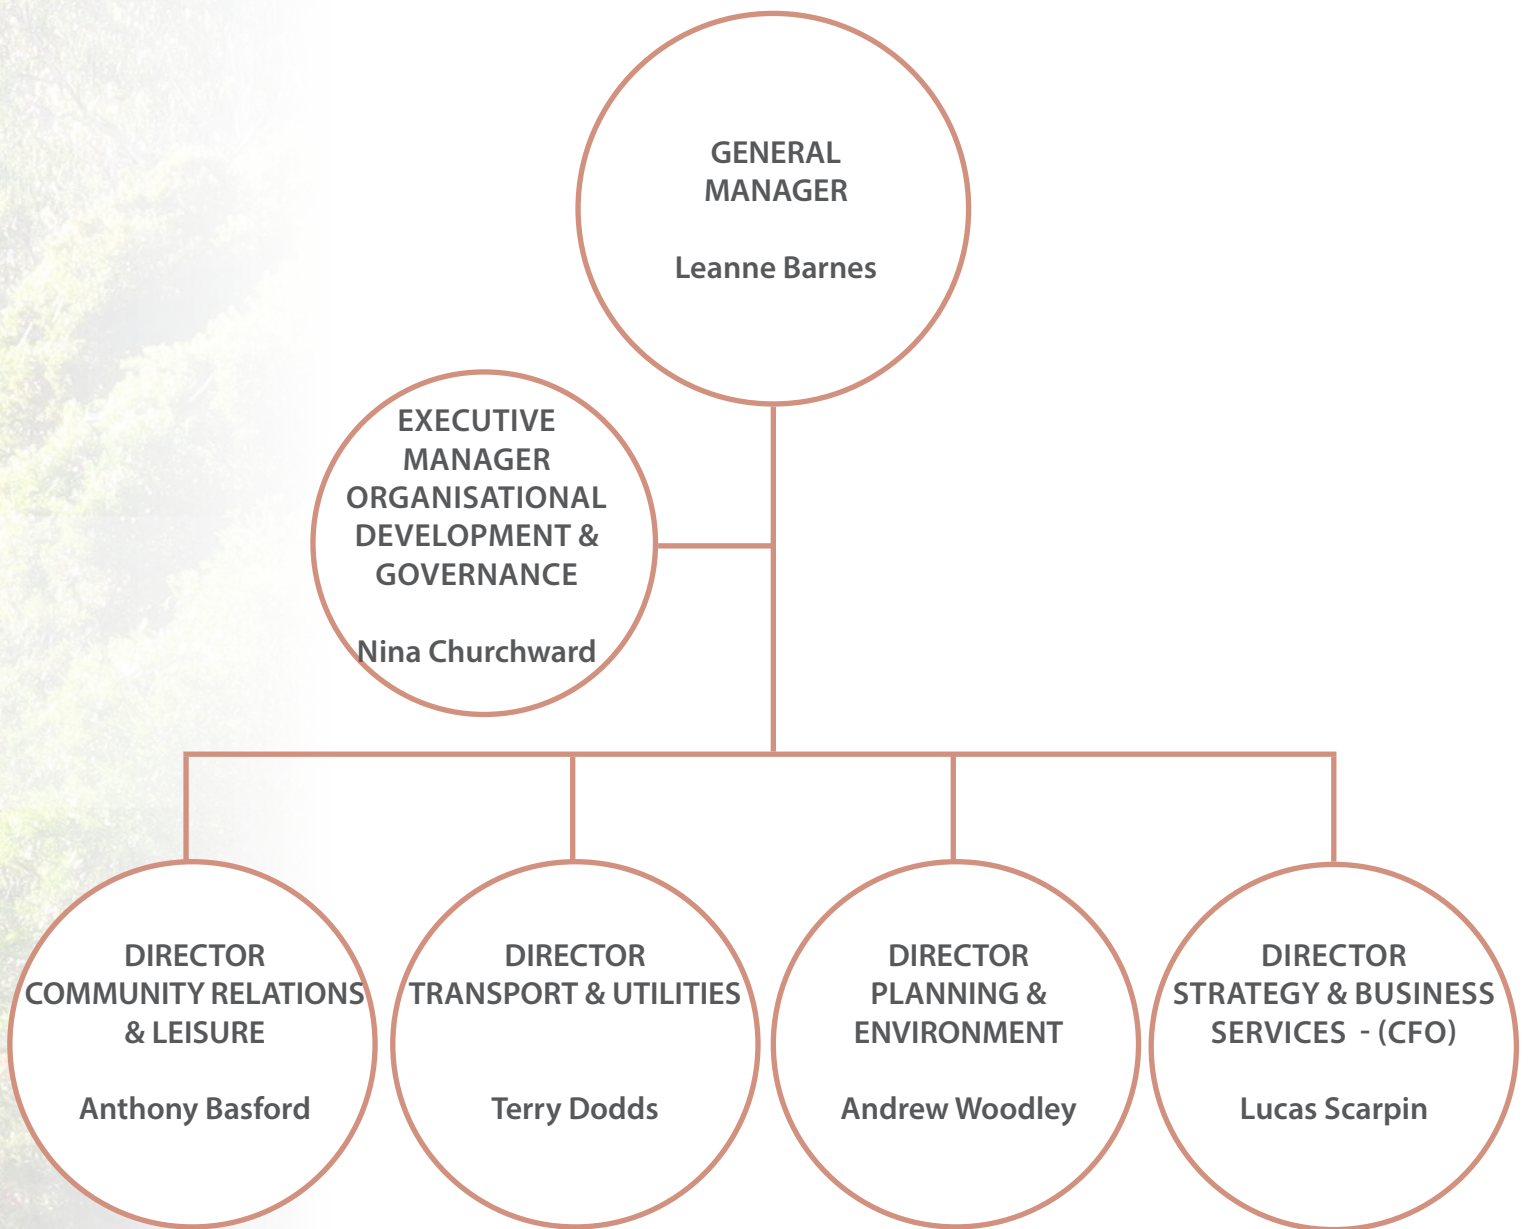 GENERAL
MANAGER
Leanne Barnes
EXECUTIVE
MANAGER
ORGANISATIONAL
DEVELOPMENT &
GOVERNANCE
Nina Churchward
DIRECTOR
COMMUNITY RELATIONS
& LEISURE
Anthony Basford
DIRECTOR
TRANSPORT & UTILITIES
Terry Dodds
DIRECTOR
PLANNING &
ENVIRONMENT
Andrew Woodley
DIRECTOR
STRATEGY & BUSINESS
SERVICES - (CFO)
Lucas Scarpin